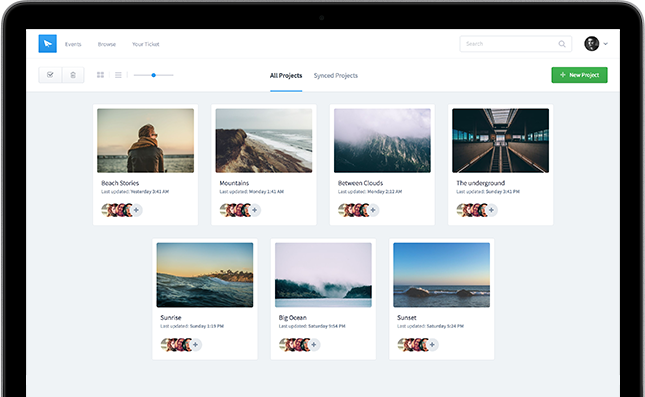 Events Browse Your Ticket Search
All Projects Synced Projects + New Project
Beach Stories Mountains Between Clouds The underground
Last updated: Yesterday 3:41 AM Last updated: Monday 1:41 AM Last updated: Monday 2:22 AM Last updated: Sunday 3:41 PM
Sunrise Big Ocean Sunset
Last updated: Sunday 1:19 PM Last updated: Saturday 9:54 PM Last updated: Saturday 5:24 PM